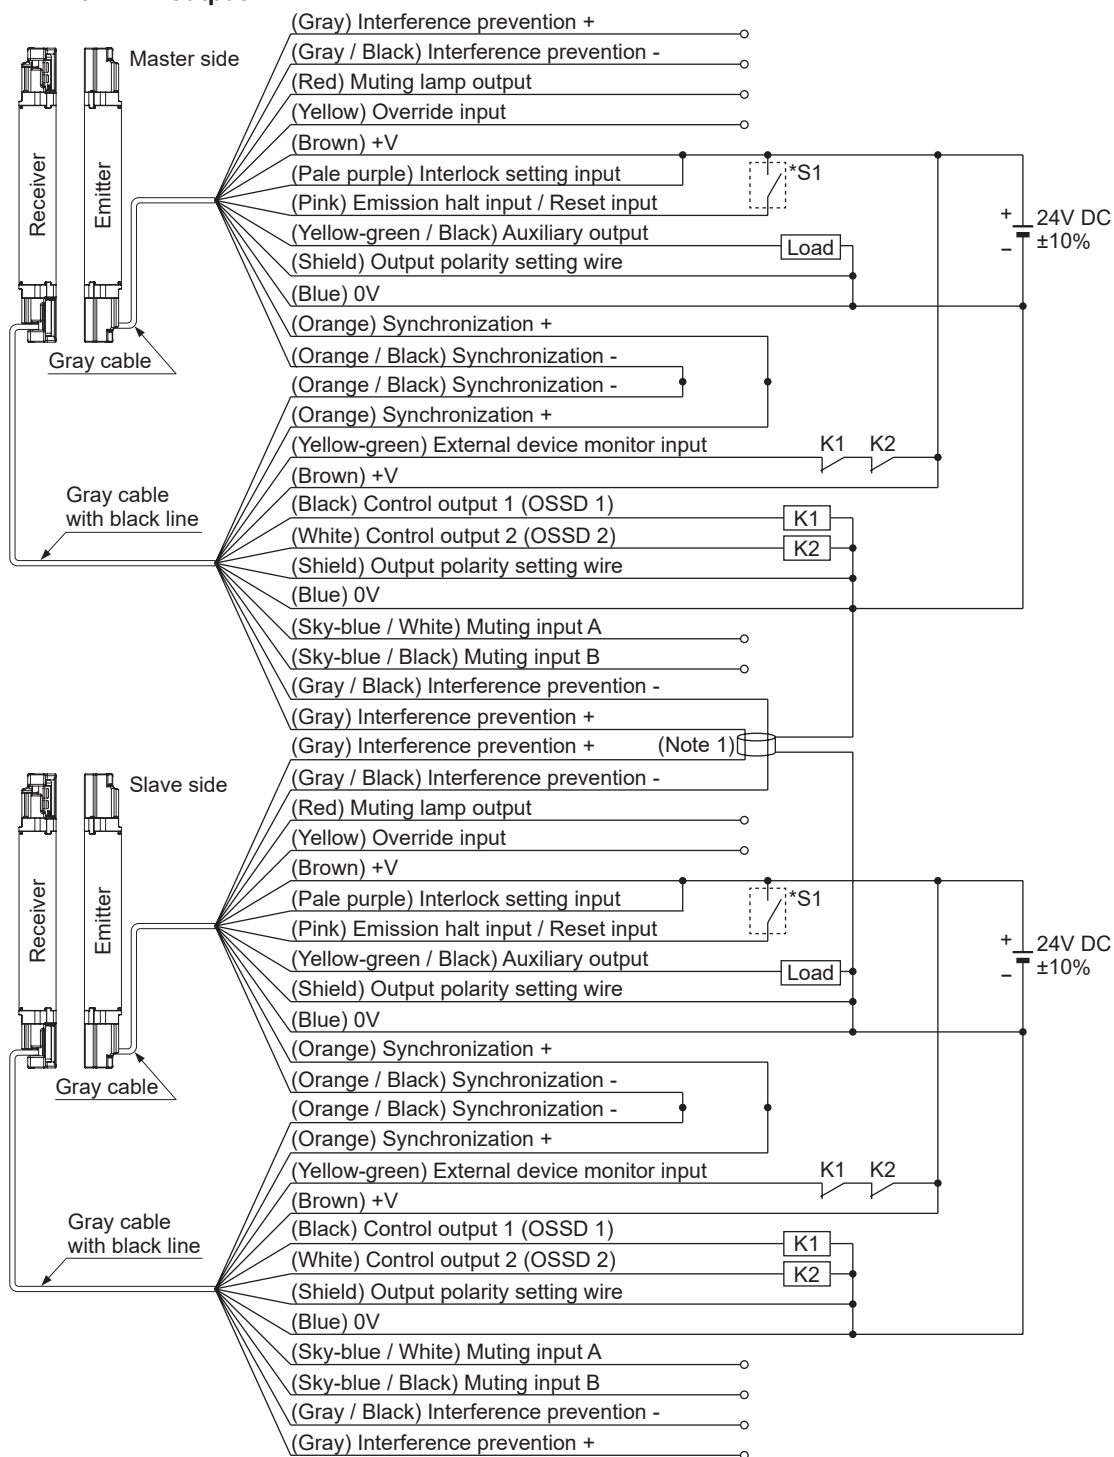 output
(Gray) Interference prevention +
(Gray / Black) Interference prevention -
Master side
(Red) Muting lamp output
(Yellow) Override input
(Brown) +V
(Pale purple) Interlock setting input
*S1
(Pink) Emission halt input / Reset input
(Yellow-green / Black) Auxiliary output
Load
+
24V DC
±10%
−
(Shield) Output polarity setting wire
(Blue) 0V
(Orange) Synchronization +
(Orange / Black) Synchronization -
Receiver
Emitter
Gray cable
(Orange / Black) Synchronization -
(Orange) Synchronization +
(Yellow-green) External device monitor input
K1
K2
(Brown) +V
(Black) Control output 1 (OSSD 1)
K1
Gray cable
with black line
(White) Control output 2 (OSSD 2)
K2
(Shield) Output polarity setting wire
(Blue) 0V
(Sky-blue / White) Muting input A
(Sky-blue / Black) Muting input B
(Gray / Black) Interference prevention -
(Gray) Interference prevention +
(Gray) Interference prevention +
(Note 1)
(Gray / Black) Interference prevention -
Slave side
(Red) Muting lamp output
(Yellow) Override input
(Brown) +V
(Pale purple) Interlock setting input
*S1
(Pink) Emission halt input / Reset input
(Yellow-green / Black) Auxiliary output
Load
+
24V DC
±10%
−
(Shield) Output polarity setting wire
(Blue) 0V
(Orange) Synchronization +
(Orange / Black) Synchronization -
Receiver
Emitter
Gray cable
(Orange / Black) Synchronization -
(Orange) Synchronization +
(Yellow-green) External device monitor input
K1
K2
(Brown) +V
(Black) Control output 1 (OSSD 1)
K1
Gray cable
with black line
(White) Control output 2 (OSSD 2)
K2
(Shield) Output polarity setting wire
(Blue) 0V
(Sky-blue / White) Muting input A
(Sky-blue / Black) Muting input B
(Gray / Black) Interference prevention -
(Gray) Interference prevention +